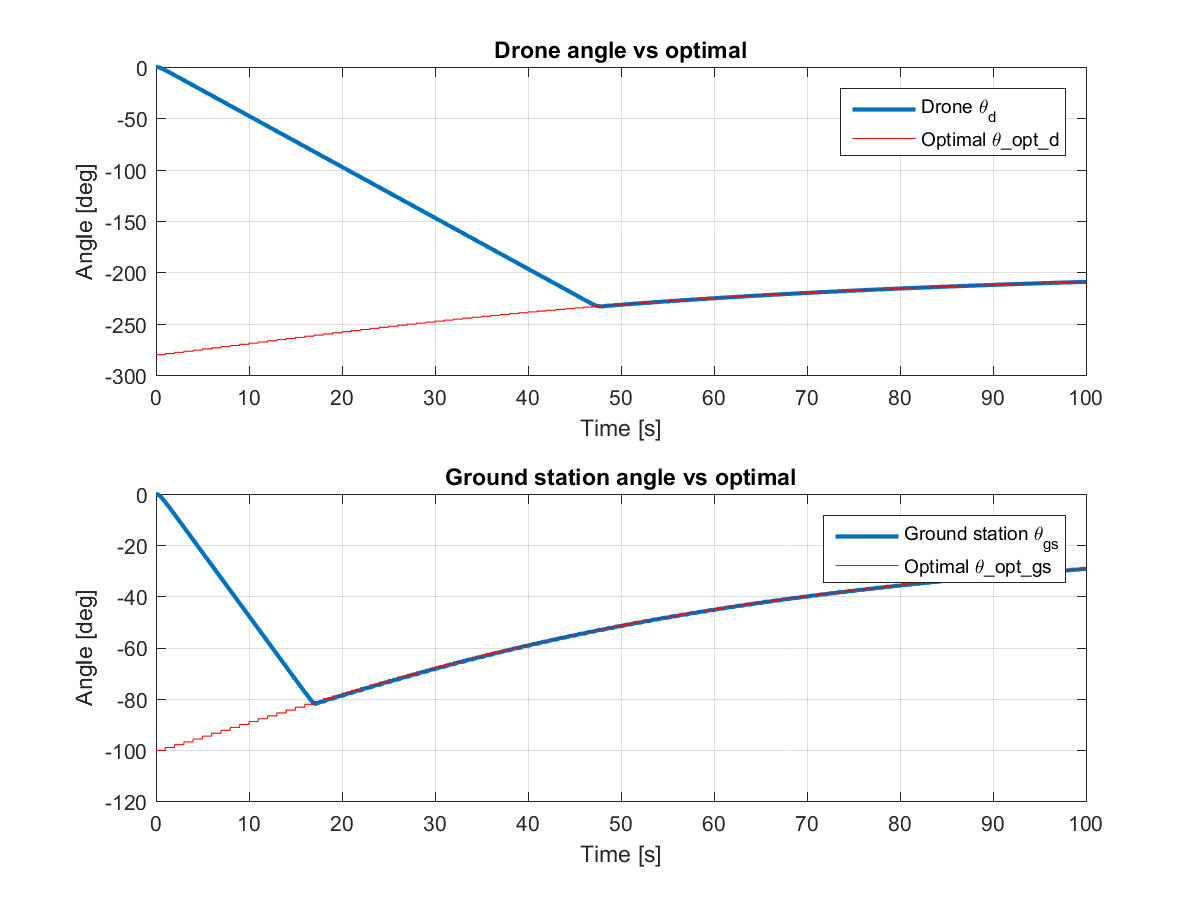 Drone angle vs optimal
Drone θd
Optimal θ_opt_d
0
-50
-100
-150
-200
-250
-300
Angle [deg]
0 10 20 30 40 50 60 70 80 90 100
Time [s]
Ground station angle vs optimal
Ground station θgs
Optimal θ_opt_gs
0
-20
-40
-60
-80
-100
-120
Angle [deg]
0 10 20 30 40 50 60 70 80 90 100
Time [s]